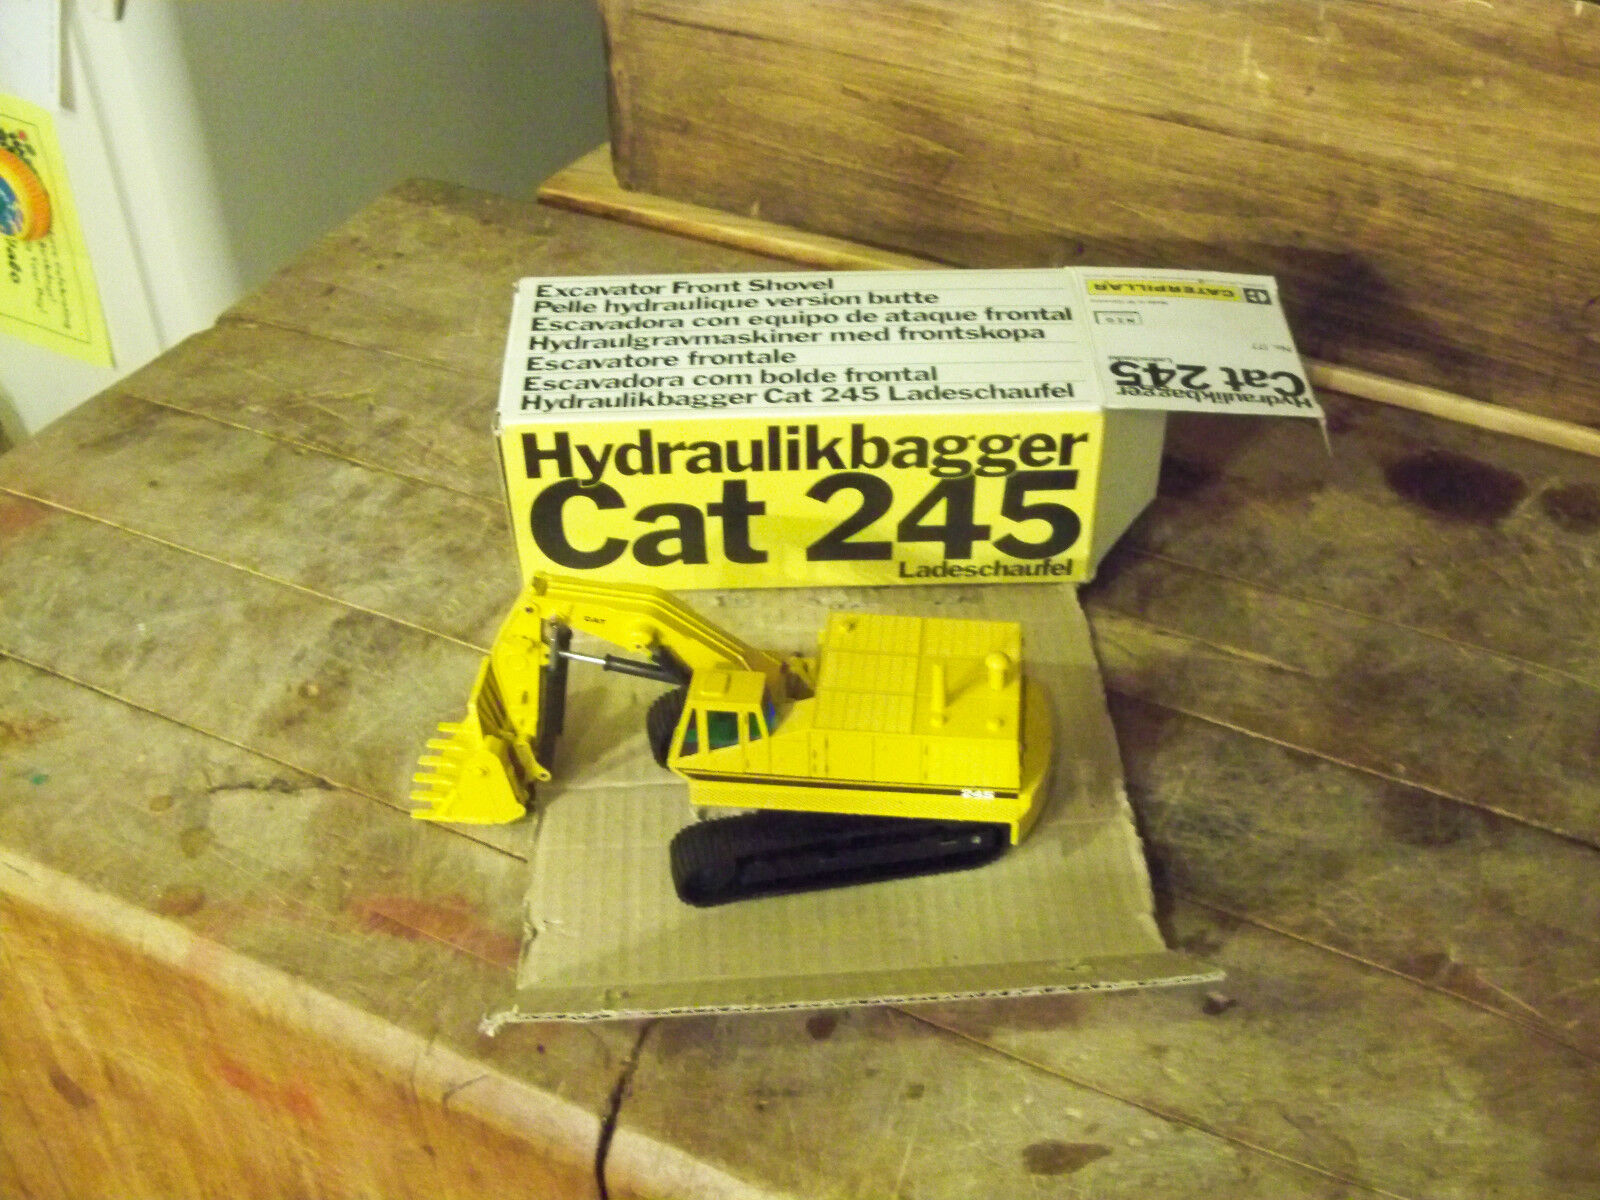 Excavator Front Shovel
Pelle hydraulique version butte
Escavadora con equipo de ataque frontal
Hydraulgravmaskiner med frontskopa
Escavatore frontale
Escavadora com bolde frontal
Hydraulikbagger Cat 245 Ladeschaufel
Hydraulikbagger
Cat 245
Ladeschaufel
CATERPILLAR
Hydraulikbagger
Cat 245
Ladeschaufel
CAT
245